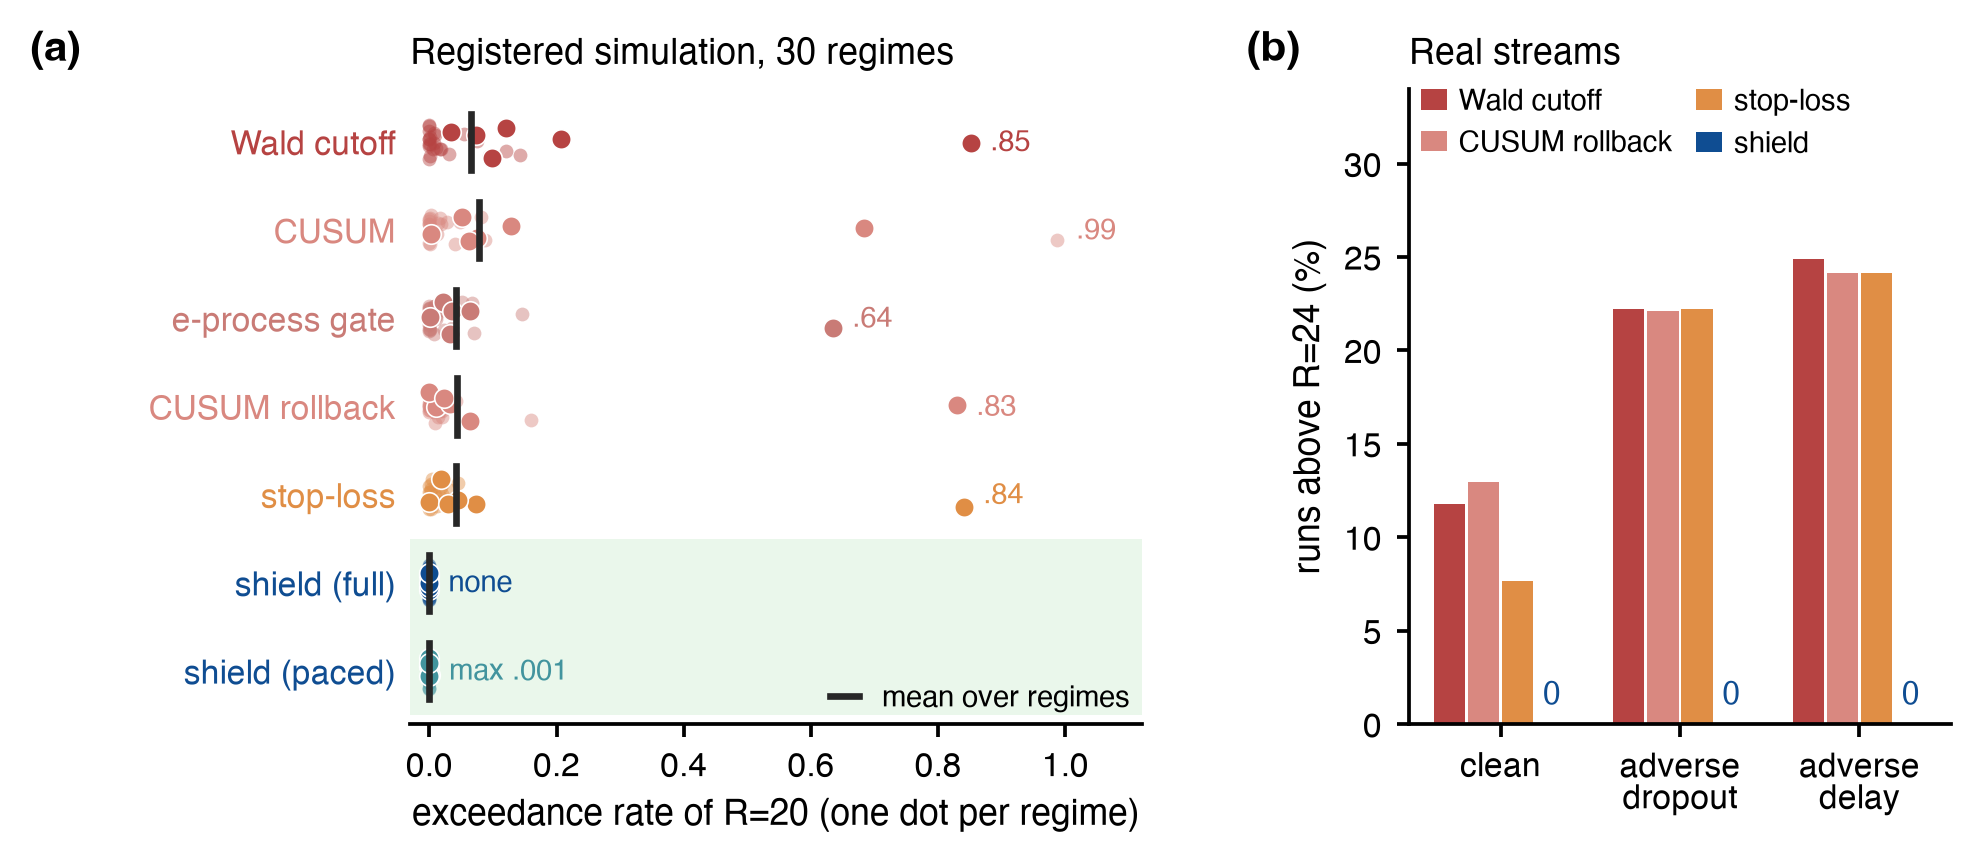 (a)
Registered simulation, 30 regimes
Wald cutoff
.85
CUSUM
.99
e-process gate
.64
CUSUM rollback
.83
stop-loss
.84
shield (full)
none
shield (paced)
max .001
mean over regimes
0.0 0.2 0.4 0.6 0.8 1.0
exceedance rate of R=20 (one dot per regime)
(b)
Real streams
Wald cutoff
CUSUM rollback
stop-loss
shield
runs above R=24 (%)
30
25
20
15
10
5
0
0 0 0
clean
adverse
dropout
adverse
delay